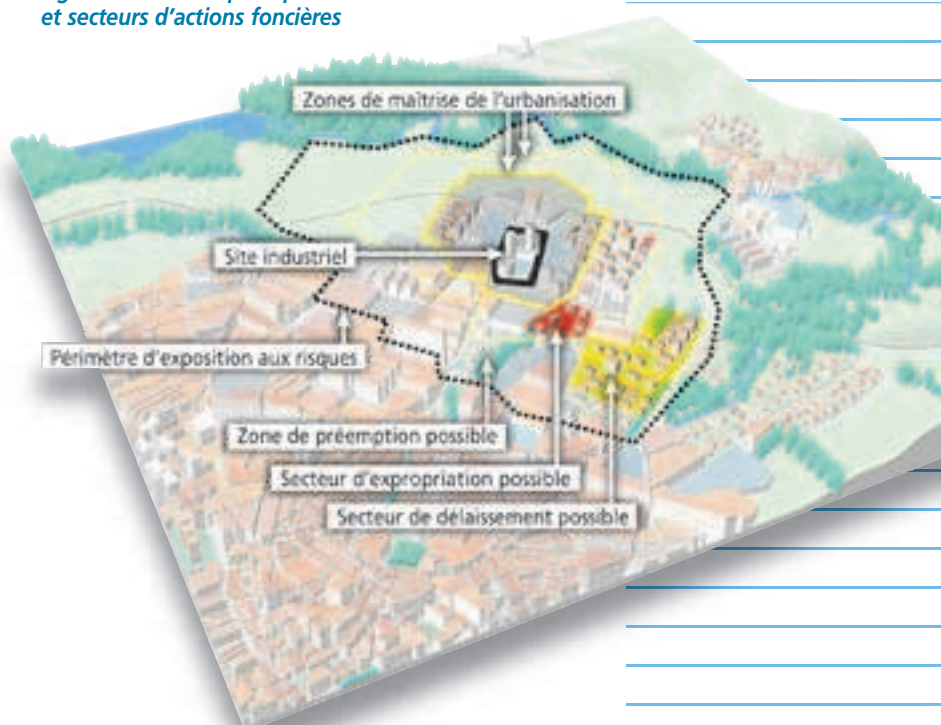 et secteurs d'actions foncières
Zones de maîtrise de l'urbanisation
Site industriel
Périmètre d'exposition aux risques
Zone de préemption possible
Secteur d'expropriation possible
Secteur de délaissement possible